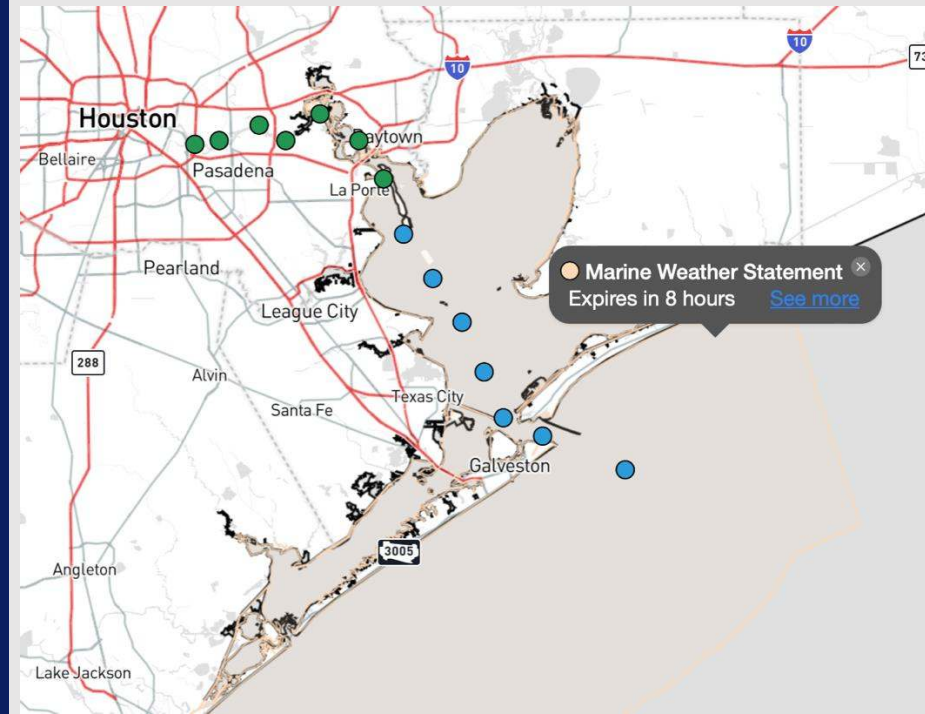 10
10
73
Houston
Baytown
Bellaire
Pasadena
La Porte
Pearland
Marine Weather Statement
Expires in 8 hours See more
League City
288
Alvin
Texas City
Santa Fe
Galveston
3005
Angleton
Lake Jackson